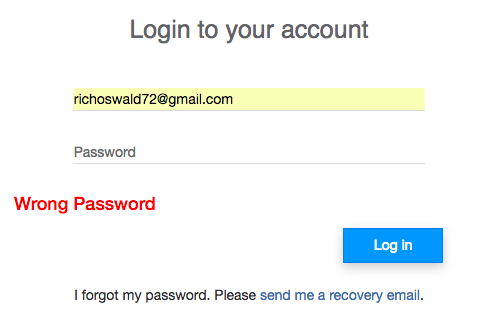 Login to your account
richoswald72@gmail.com
Password
Wrong Password
Log in
I forgot my password. Please send me a recovery email.